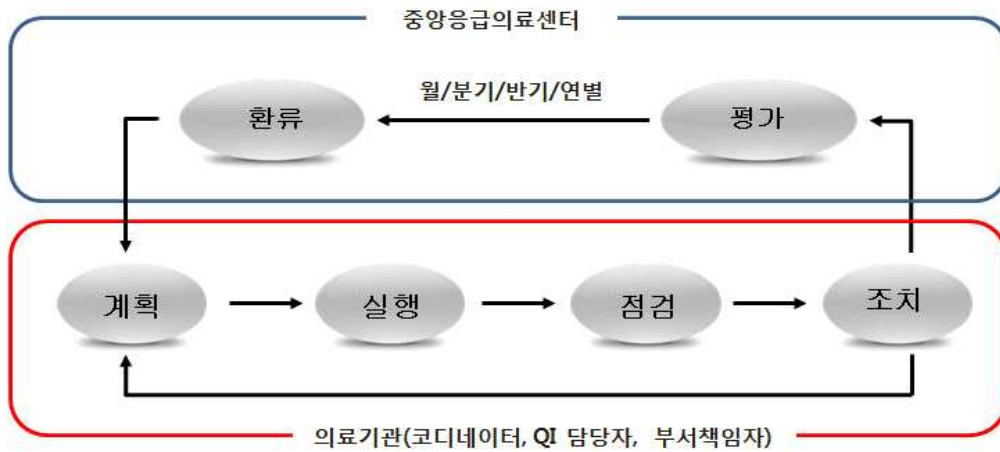 중앙응급의료센터
월/분기/반기/연별
환류
평가
계획
실행
점검
조치
의료기관(코디네이터, QI 담당자, 부서책임자)